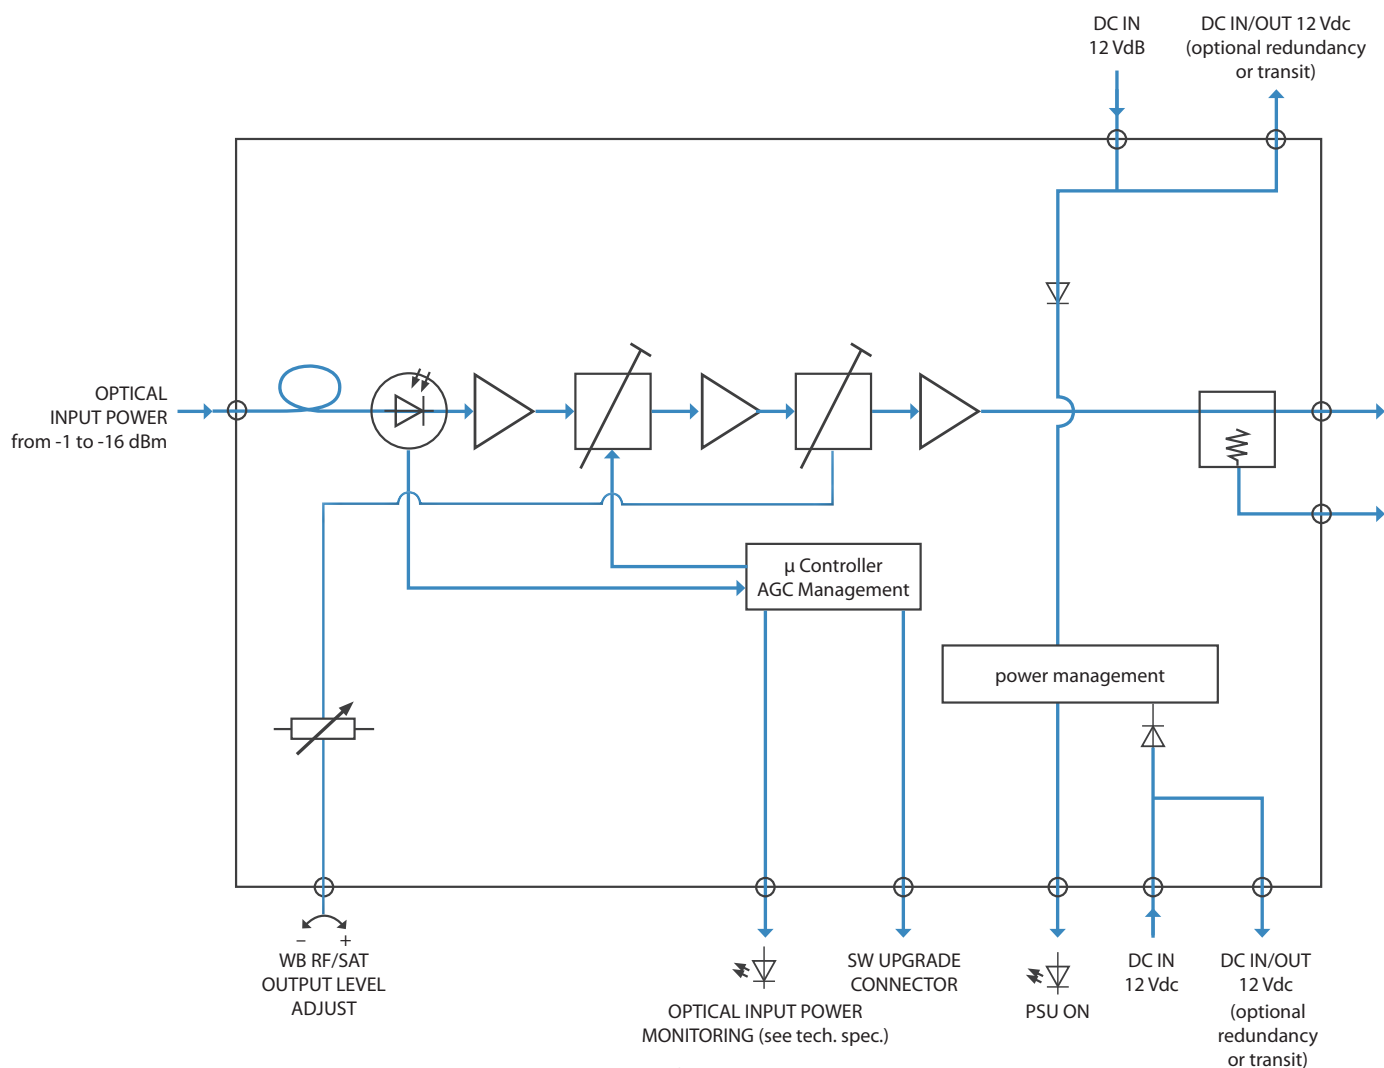 DC IN
12 VdB
DC IN/OUT 12 Vdc
(optional redundancy
or transit)
OPTICAL
INPUT POWER
from -1 to -16 dBm
µ Controller
AGC Management
power management
– +
WB RF/SAT
OUTPUT LEVEL
ADJUST
OPTICAL INPUT POWER
MONITORING (see tech. spec.)
SW UPGRADE
CONNECTOR
PSU ON
DC IN
12 Vdc
DC IN/OUT
12 Vdc
(optional
redundancy
or transit)